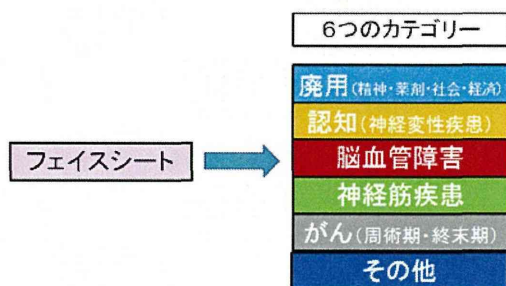 6つのカテゴリー
廃用(精神・薬剤・社会・経済)
認知(神経変性疾患)
フェイスシート
脳血管障害
神経筋疾患
がん(周術期・終末期)
その他